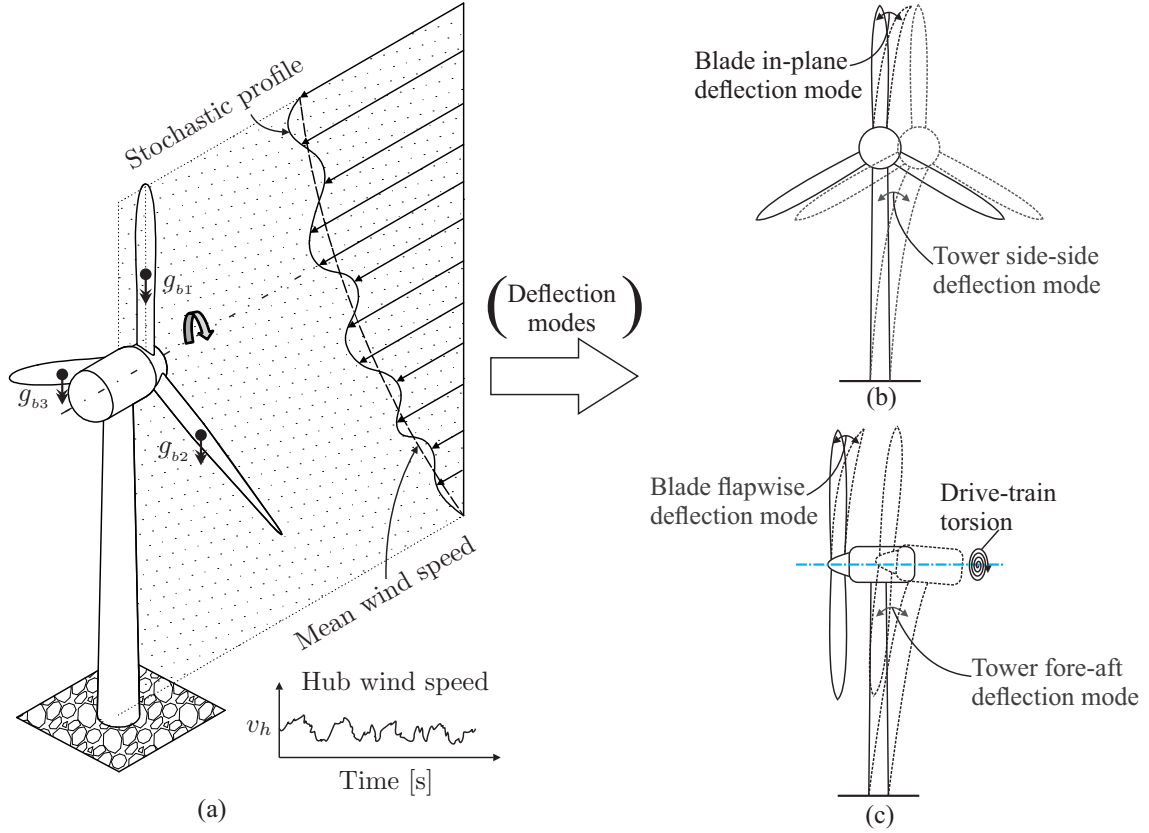 Stochastic profile
g_{b1}
g_{b3}
g_{b2}
Mean wind speed
Hub wind speed
v_h
Time [s]
(a)
(Deflection
modes)
Blade in-plane
deflection mode
Tower side-side
deflection mode
(b)
Blade flapwise
deflection mode
Drive-train
torsion
Tower fore-aft
deflection mode
(c)